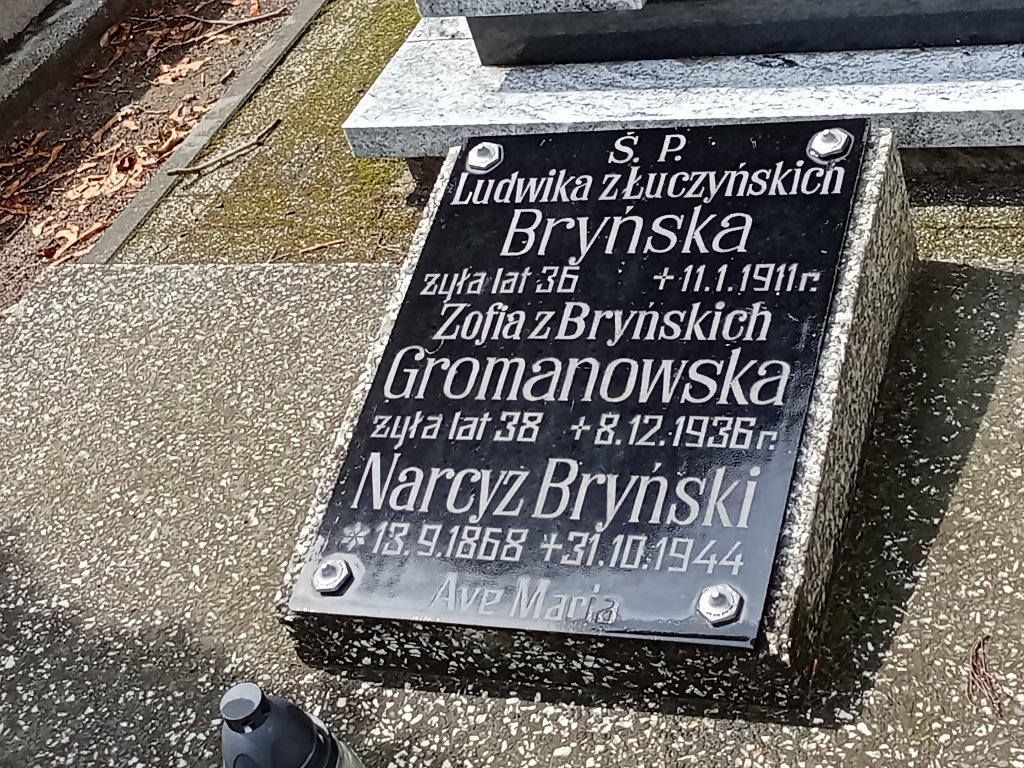 Ś. P.
Ludwika z Łuczyńskich
Bryńska
żyła lat 36 +11.1.1911 r.
Zofia z Bryńskich
Gromanowska
żyła lat 38 +8.12.1936 r.
Narcyz Bryński
*13.9.1868 +31.10.1944
Ave Maria